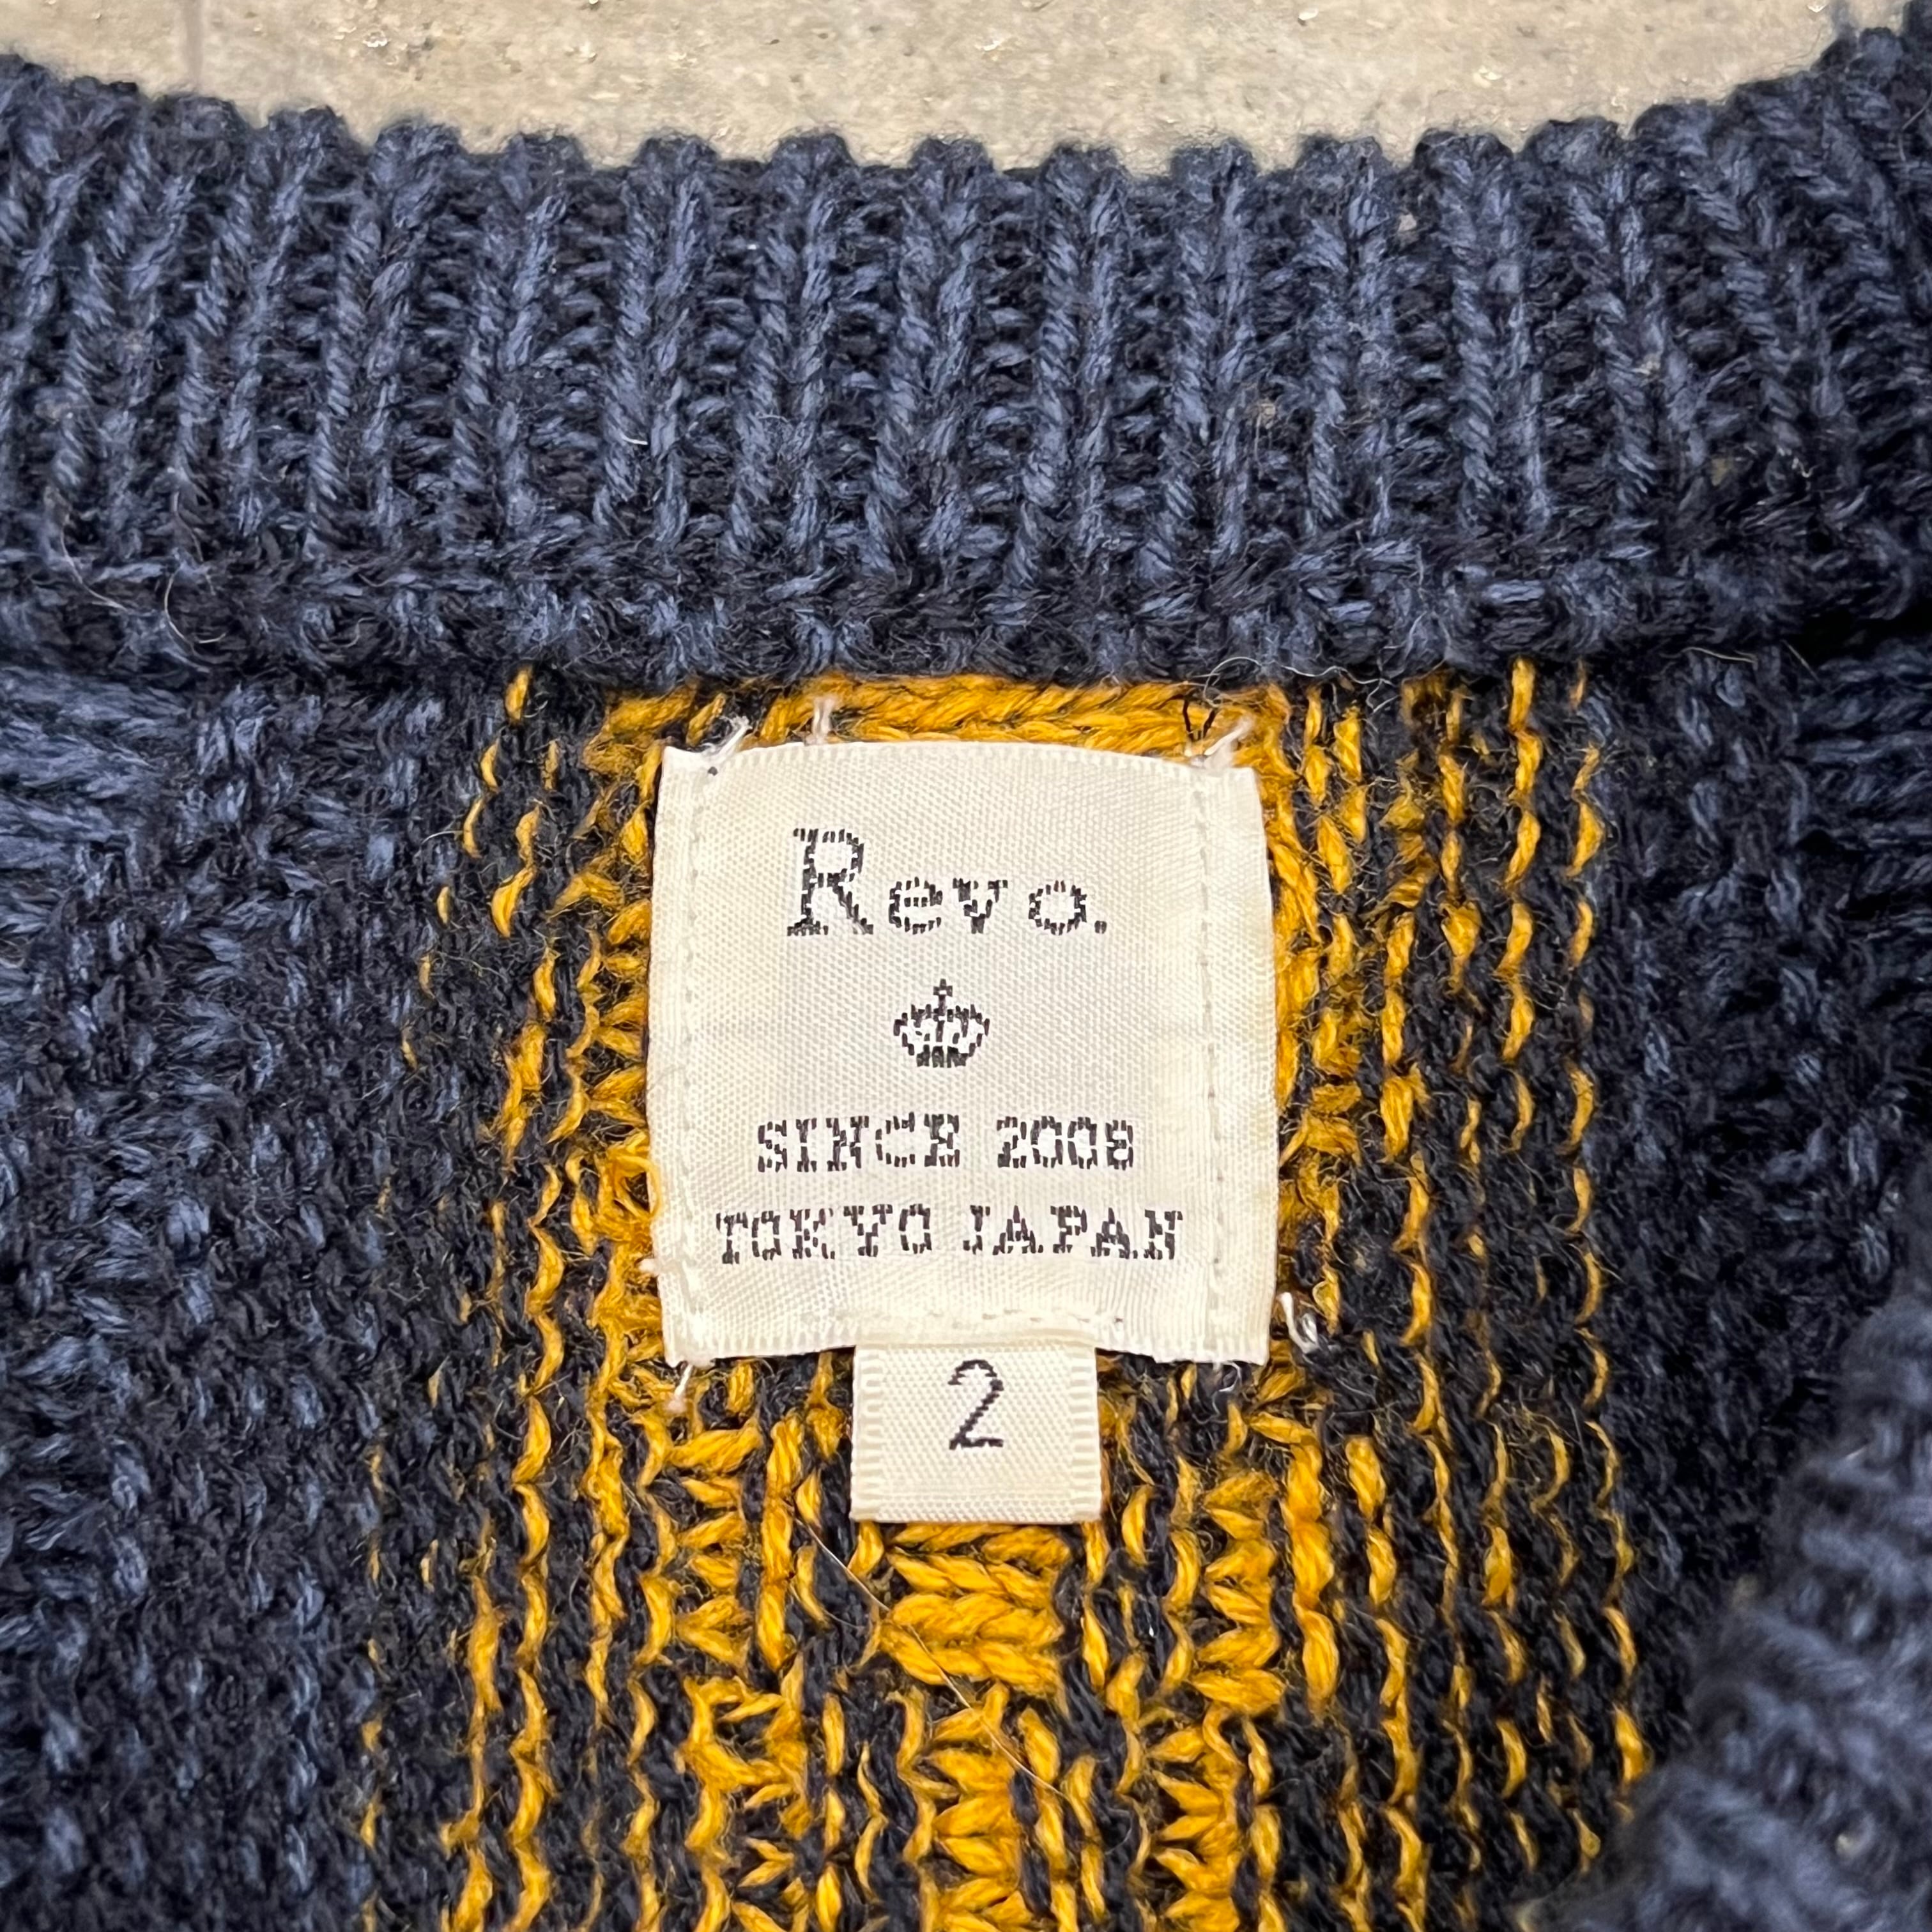 Revo.
SINCE 2008
TOKYO JAPAN
2